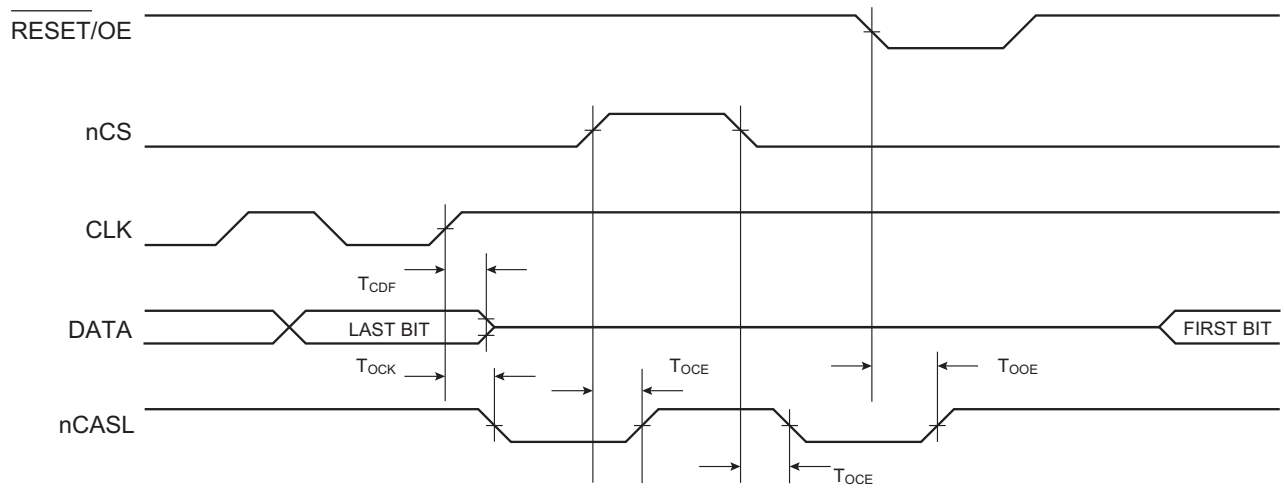 RESET/OE
nCS
CLK
TCDF
DATA
LAST BIT
FIRST BIT
TOCK
TOCE
TOOE
nCASL
TOCE